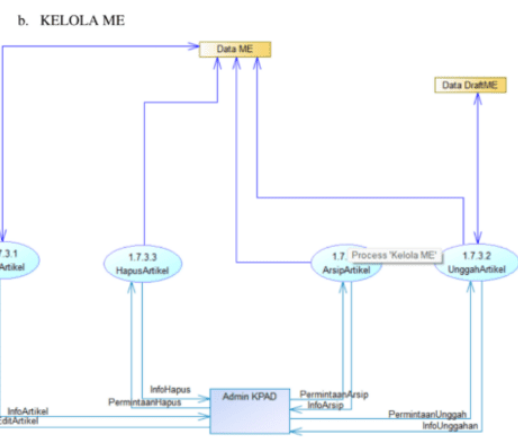 b. KELOLA ME
Data ME
Data DraftME
7.3.1
Artikel
1.7.3.3
HapusArtikel
1.7.
ArsipArtikel
Process 'Kelola ME'
1.7.3.2
UnggahArtikel
InfoHapus
PermintaanHapus
InfoArtikel
EditArtikel
Admin KPAD
PermintaanArsip
InfoArsip
PermintaanUnggah
InfoUnggahan